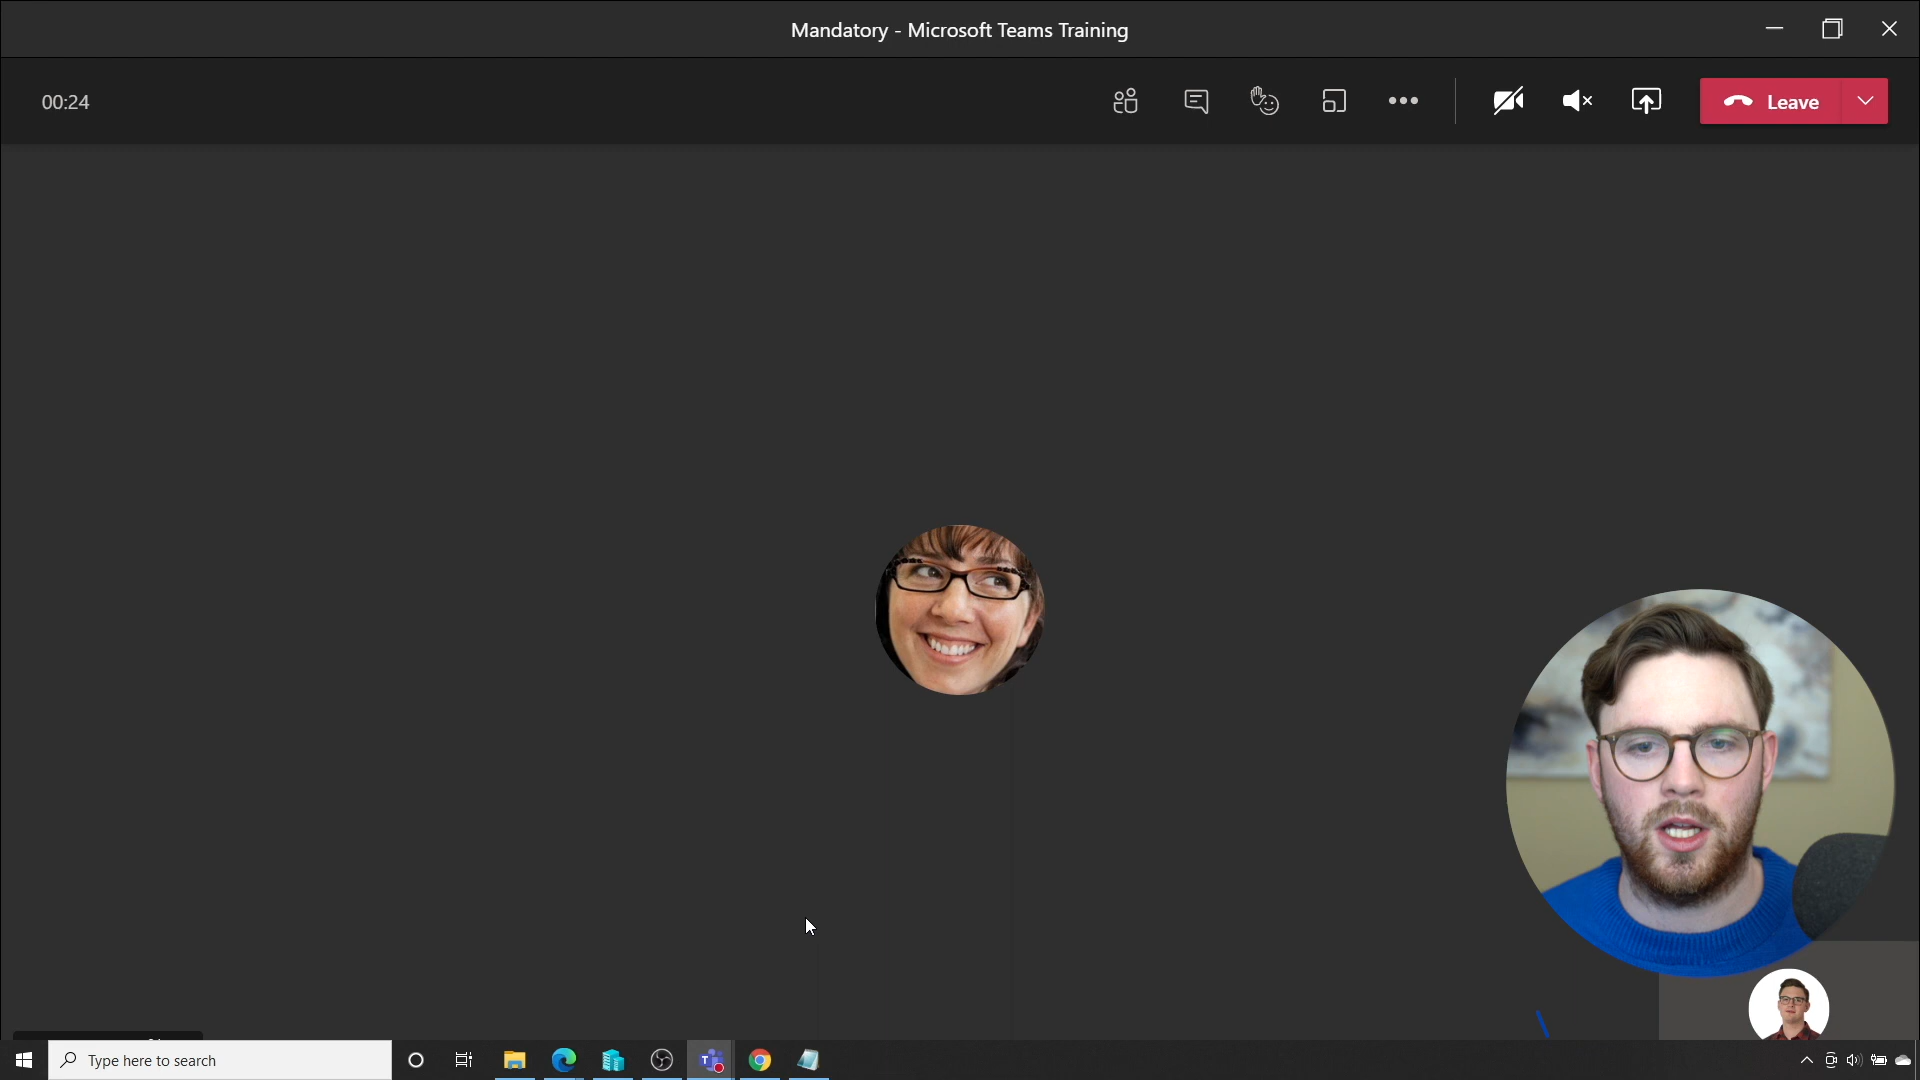 Mandatory - Microsoft Teams Training
00:24
Leave
Type here to search